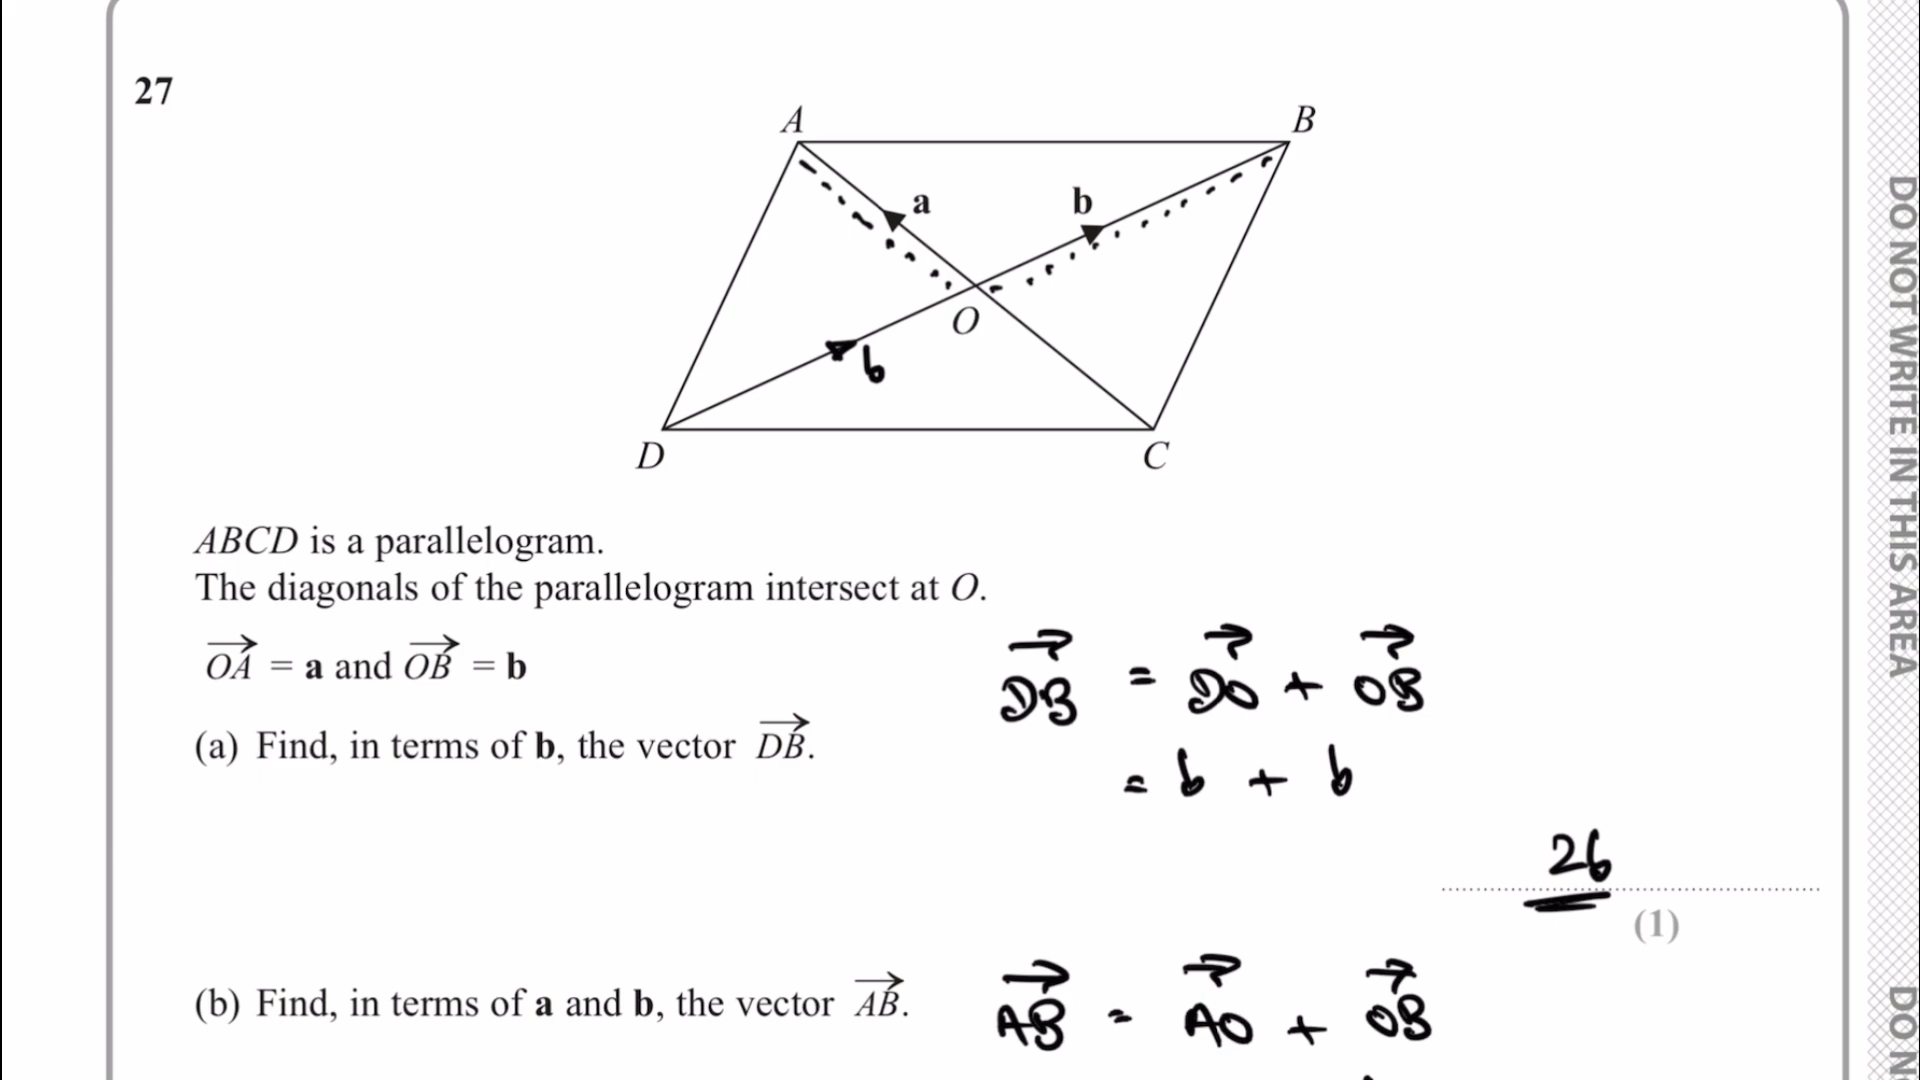 27
A
B
a
b
O
b
D
C
ABCD is a parallelogram.
The diagonals of the parallelogram intersect at O.
OA = a and OB = b
DB = DO + OB
(a) Find, in terms of b, the vector DB.
= b + b
2b
(1)
(b) Find, in terms of a and b, the vector AB.
AB = AO + OB
DO NOT WRITE IN THIS AREA
DO N